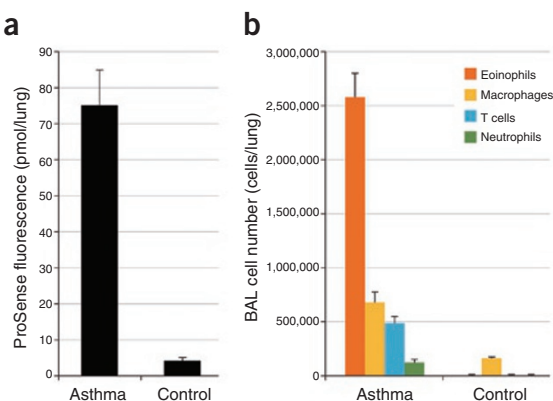 a
ProSense fluorescence (pmol/lung)
90
80
70
60
50
40
30
20
10
0
Asthma
Control
b
BAL cell number (cells/lung)
3,000,000
2,500,000
2,000,000
1,500,000
1,000,000
500,000
0
Eoinophils
Macrophages
T cells
Neutrophils
Asthma
Control